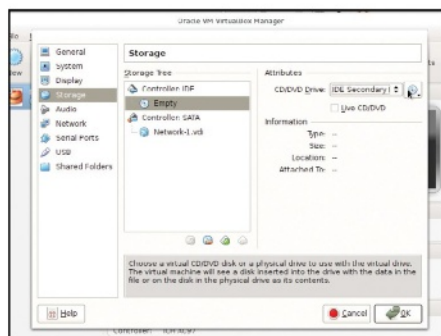 Oracle VM VirtualBox Manager
General
System
Display
Storage
Audio
Network
Serial Ports
USB
Shared Folders
Storage
Storage Tree
Controller: IDE
Empty
Controller: SATA
Network-1.vdi
Attributes
CD/DVD Drive: IDE Secondary
Live CD/DVD
Information
Type: --
Size: --
Location: --
Attached To: --
Choose a virtual CD/DVD disk or a physical drive to use with the virtual drive.
The virtual machine will see a disk inserted into the drive with the data in the
file or on the disk in the physical drive as its contents.
Help
Cancel
OK
Controller: ICH AC97